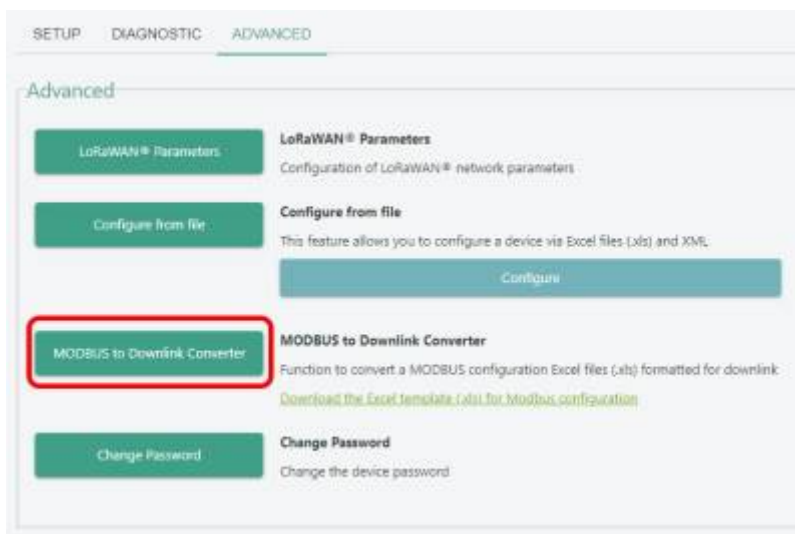 SETUP DIAGNOSTIC ADVANCED
Advanced
LoRaWAN® Parameters
LoRaWAN® Parameters
Configuration of LoRaWAN® network parameters
Configure from file
Configure from file
This feature allows you to configure a device via Excel files (.xls) and XML
Configure
MODBUS to Downlink Converter
MODBUS to Downlink Converter
Function to convert a MODBUS configuration Excel files (.xls) formatted for downlink
Download the Excel template (.xls) for Modbus configuration
Change Password
Change Password
Change the device password